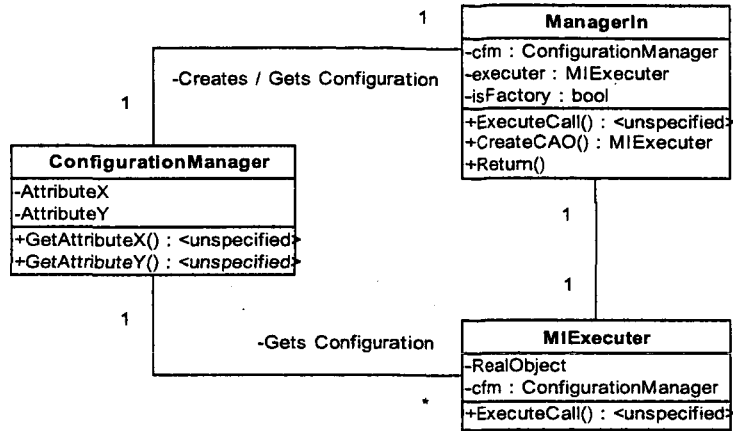 1
ManagerIn
-cfm : ConfigurationManager
-executer : MIExecuter
-isFactory : bool
+ExecuteCall() : <unspecified>
+CreateCAO() : MIExecuter
+Return()
-Creates / Gets Configuration
1
ConfigurationManager
-AttributeX
-AttributeY
+GetAttributeX() : <unspecified>
+GetAttributeY() : <unspecified>
1
1
1
-Gets Configuration
*
MIExecuter
-RealObject
-cfm : ConfigurationManager
+ExecuteCall() : <unspecified>